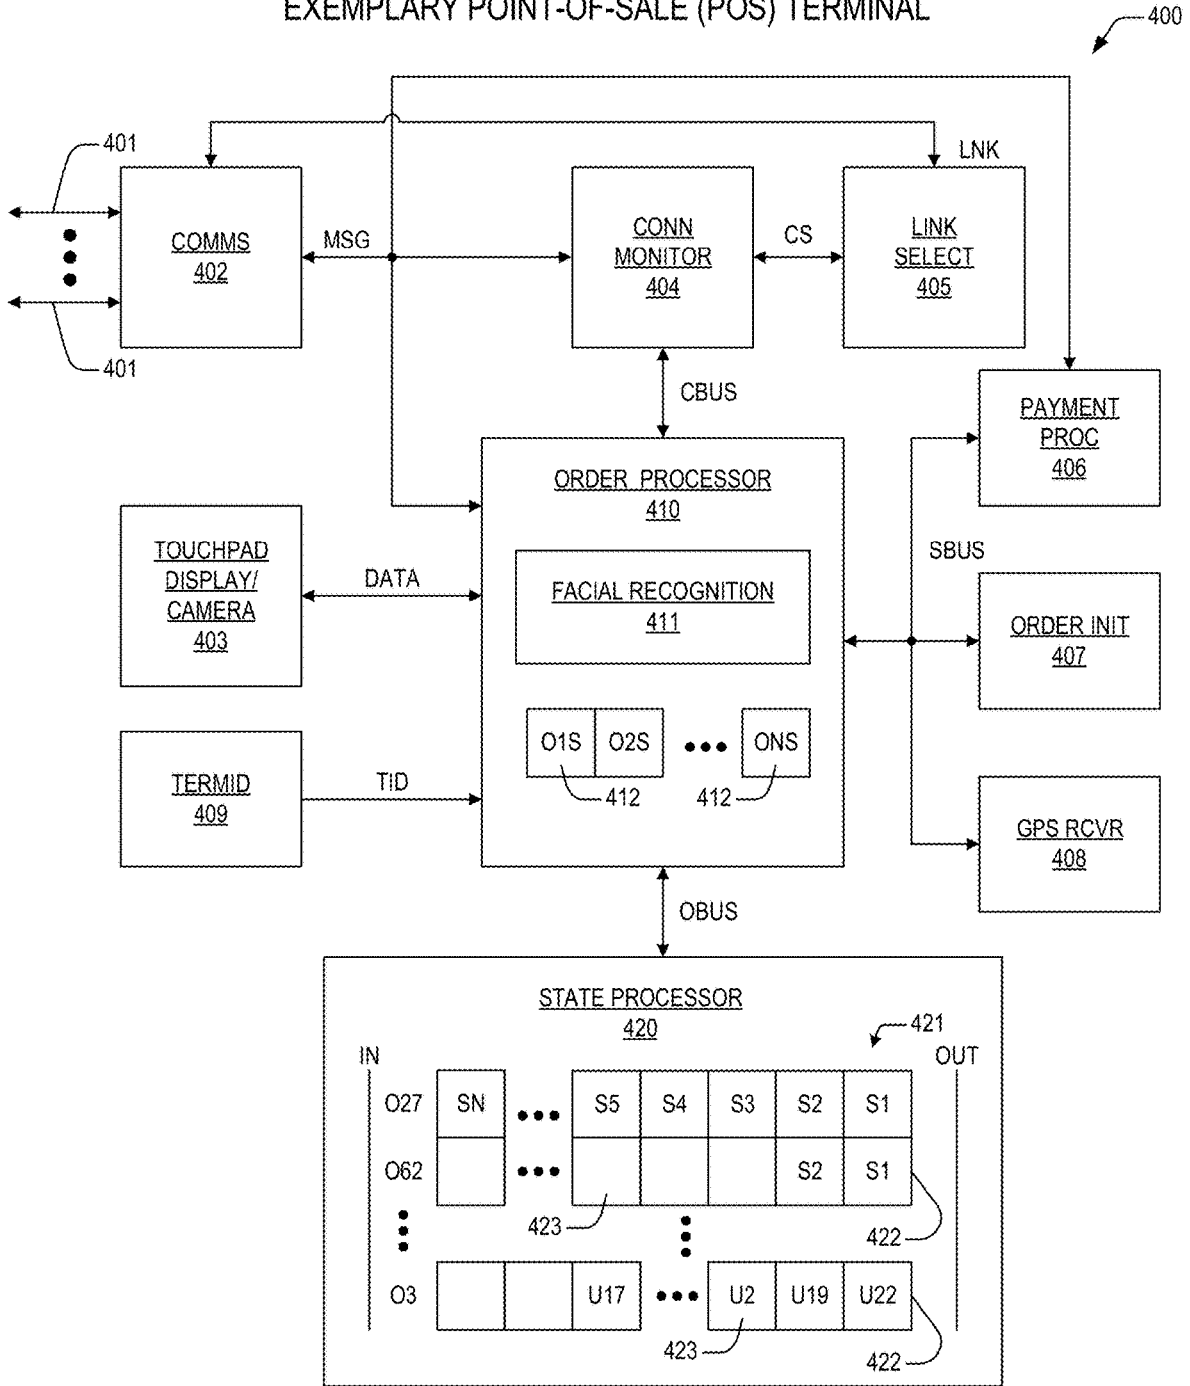 EXEMPLARY POINT-OF-SALE (POS) TERMINAL
400
401
LNK
COMMS
402
MSG
CONN
MONITOR
404
CS
LINK
SELECT
405
401
CBUS
PAYMENT
PROC
406
ORDER PROCESSOR
410
TOUCHPAD
DISPLAY/
CAMERA
403
DATA
FACIAL RECOGNITION
411
SBUS
ORDER INIT
407
O1S
O2S
ONS
412
412
TERMID
409
TID
GPS RCVR
408
OBUS
STATE PROCESSOR
420
421
IN
OUT
O27 SN S5 S4 S3 S2 S1
O62 S2 S1
423
422
O3 U17 U2 U19 U22
423
422